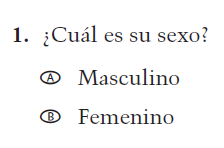 1. ¿Cuál es su sexo?
Ⓐ Masculino
Ⓑ Femenino